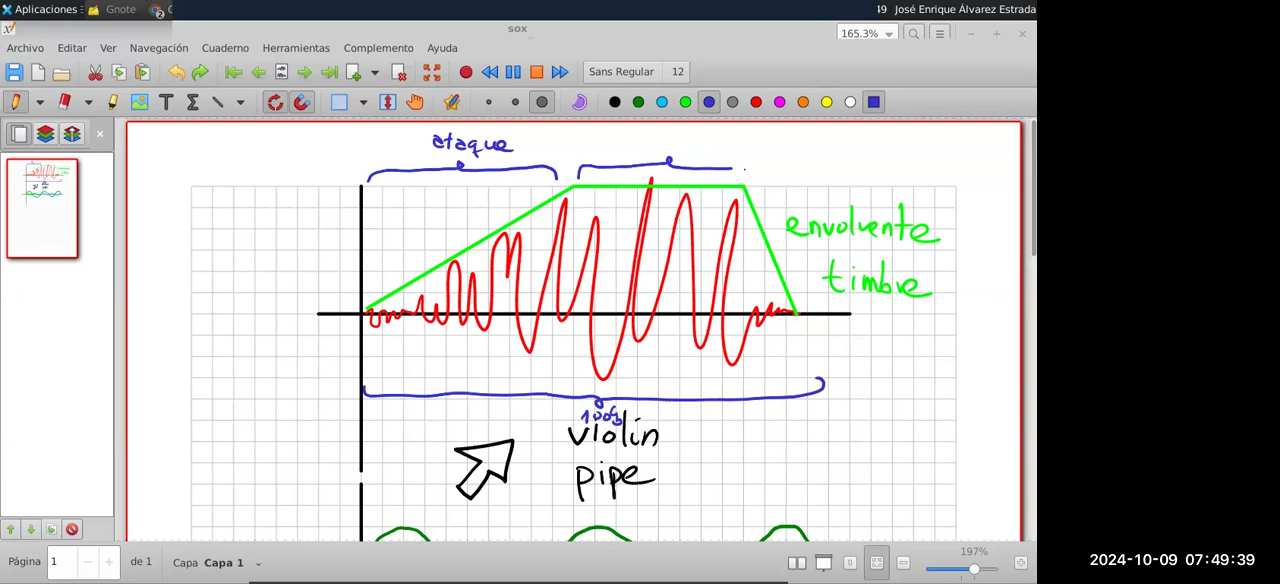 Aplicaciones
Gnote
49 José Enrique Álvarez Estrada
sox
165.3%
Archivo Editar Ver Navegación Cuaderno Herramientas Complemento Ayuda
Sans Regular 12
ataque
envolvente
timbre
violin
pipe
Página 1 de 1 Capa Capa 1
197%
2024-10-09 07:49:39